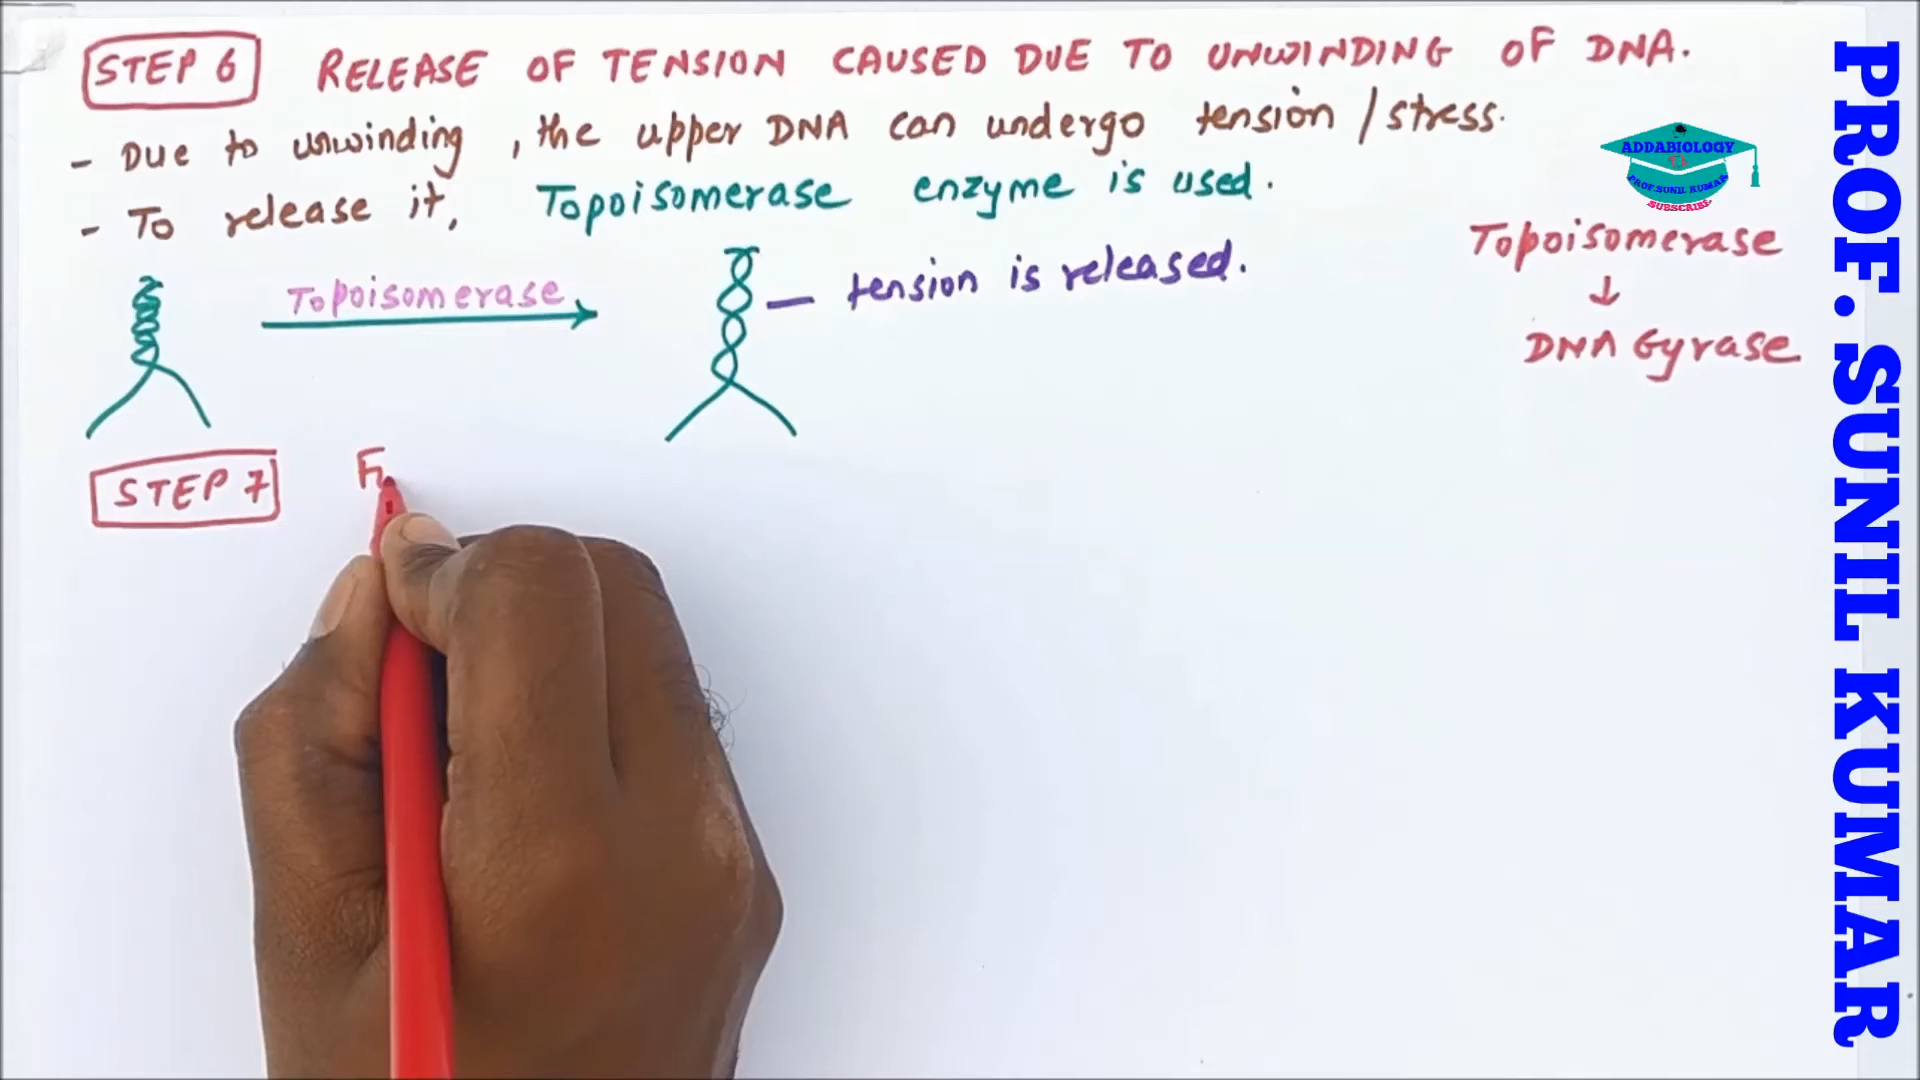 STEP 6 RELEASE OF TENSION CAUSED DUE TO UNWINDING OF DNA.
- Due to unwinding, the upper DNA can undergo tension / stress.
- To release it, Topoisomerase enzyme is used.
Topoisomerase
— tension is released.
Topoisomerase
↓
DNA Gyrase
STEP 7
ADDABIOLOGY
PROF.SUNIL KUMAR
SUBSCRIBE
PROF. SUNIL KUMAR